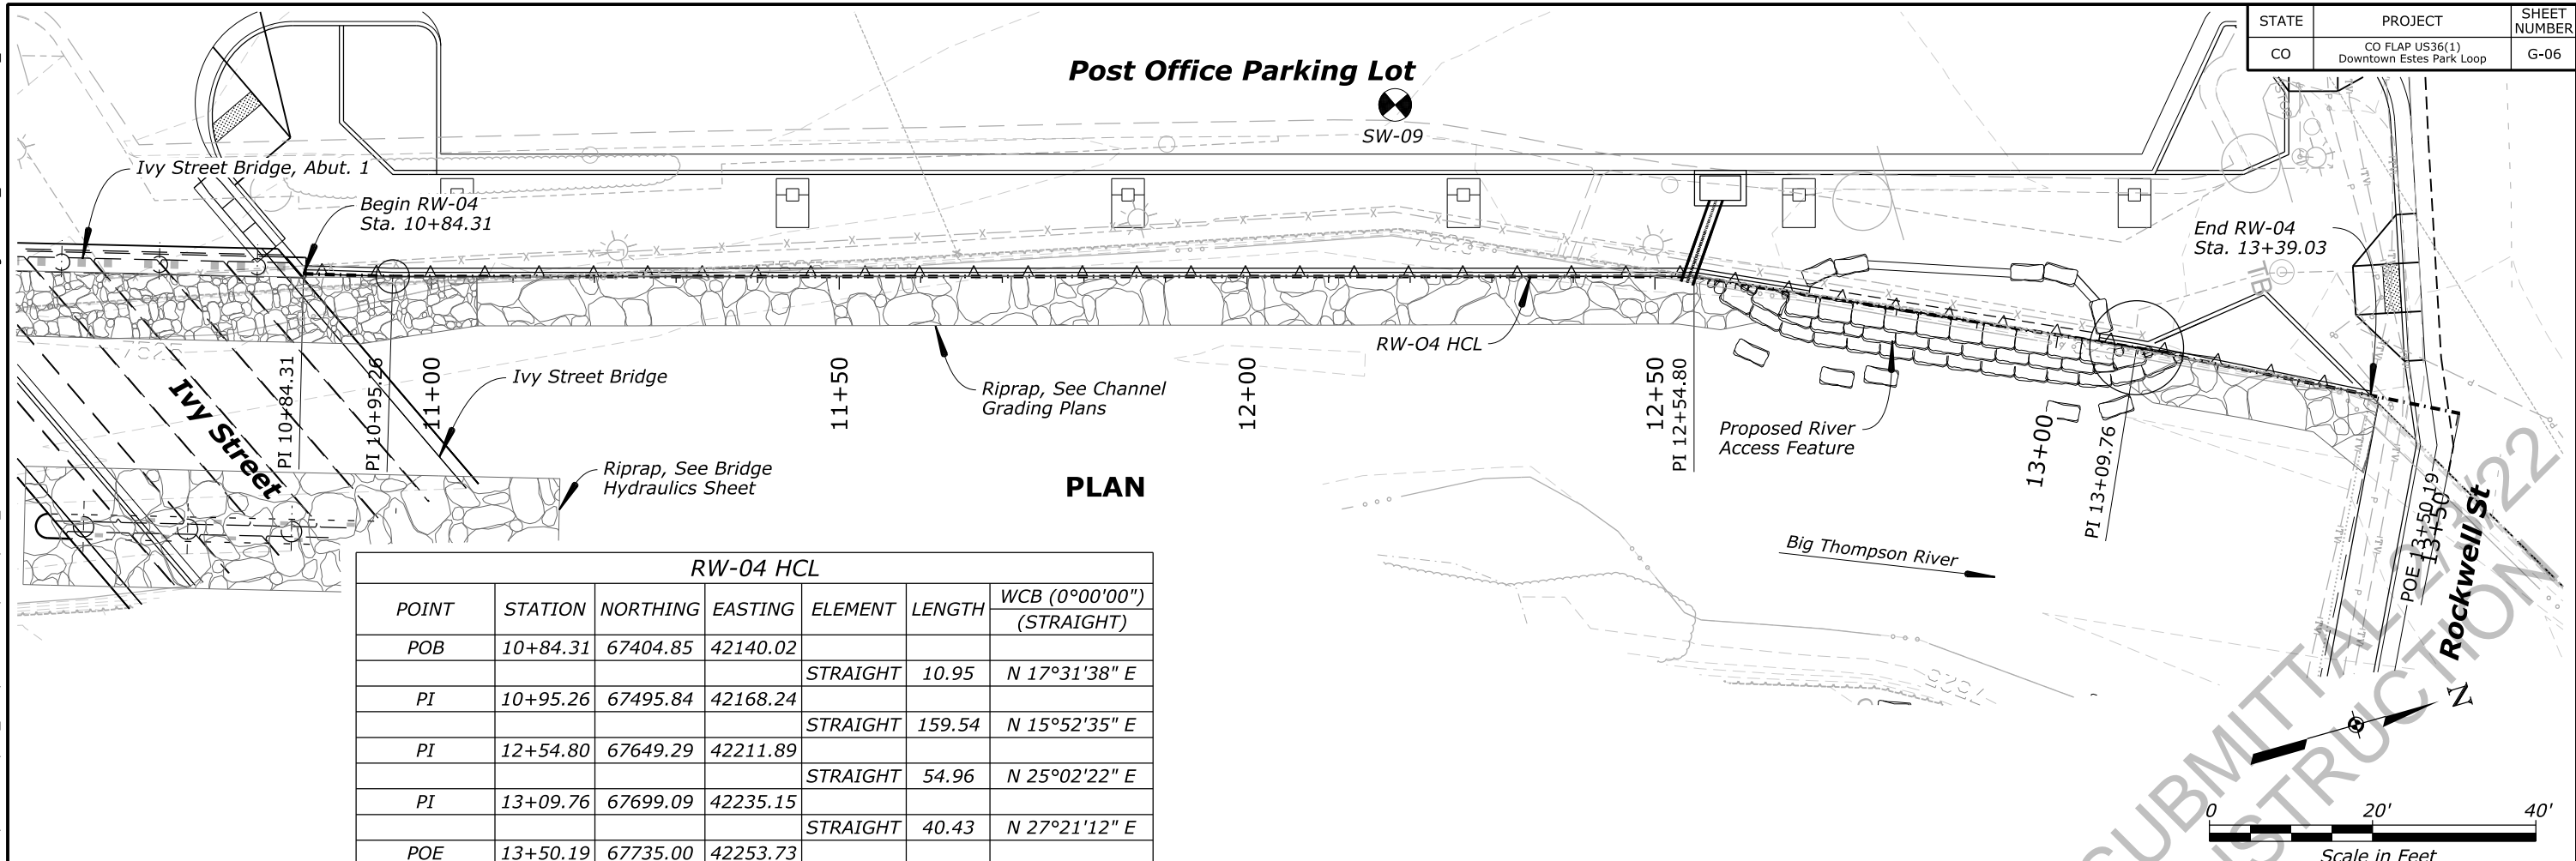 STATE PROJECT SHEET NUMBER
CO CO FLAP US36(1) Downtown Estes Park Loop G-06
Post Office Parking Lot
SW-09
Ivy Street Bridge, Abut. 1
Begin RW-04
Sta. 10+84.31
End RW-04
Sta. 13+39.03
TB
7525
RW-O4 HCL
Ivy Street Bridge
Riprap, See Channel
Grading Plans
Proposed River
Access Feature
Ivy Street
PI 10+84.31
PI 10+95.26
11+00
11+50
12+00
12+50
PI 12+54.80
13+00
PI 13+09.76
POE 13+50.19
13+50
Rockwell St
Riprap, See Bridge
Hydraulics Sheet
PLAN
Big Thompson River
N
RW-04 HCL
POINT STATION NORTHING EASTING ELEMENT LENGTH WCB (0°00'00") (STRAIGHT)
POB 10+84.31 67404.85 42140.02
STRAIGHT 10.95 N 17°31'38" E
PI 10+95.26 67495.84 42168.24
STRAIGHT 159.54 N 15°52'35" E
PI 12+54.80 67649.29 42211.89
STRAIGHT 54.96 N 25°02'22" E
PI 13+09.76 67699.09 42235.15
STRAIGHT 40.43 N 27°21'12" E
POE 13+50.19 67735.00 42253.73
0 20' 40'
Scale in Feet
SUBMITTAL 2/1/22